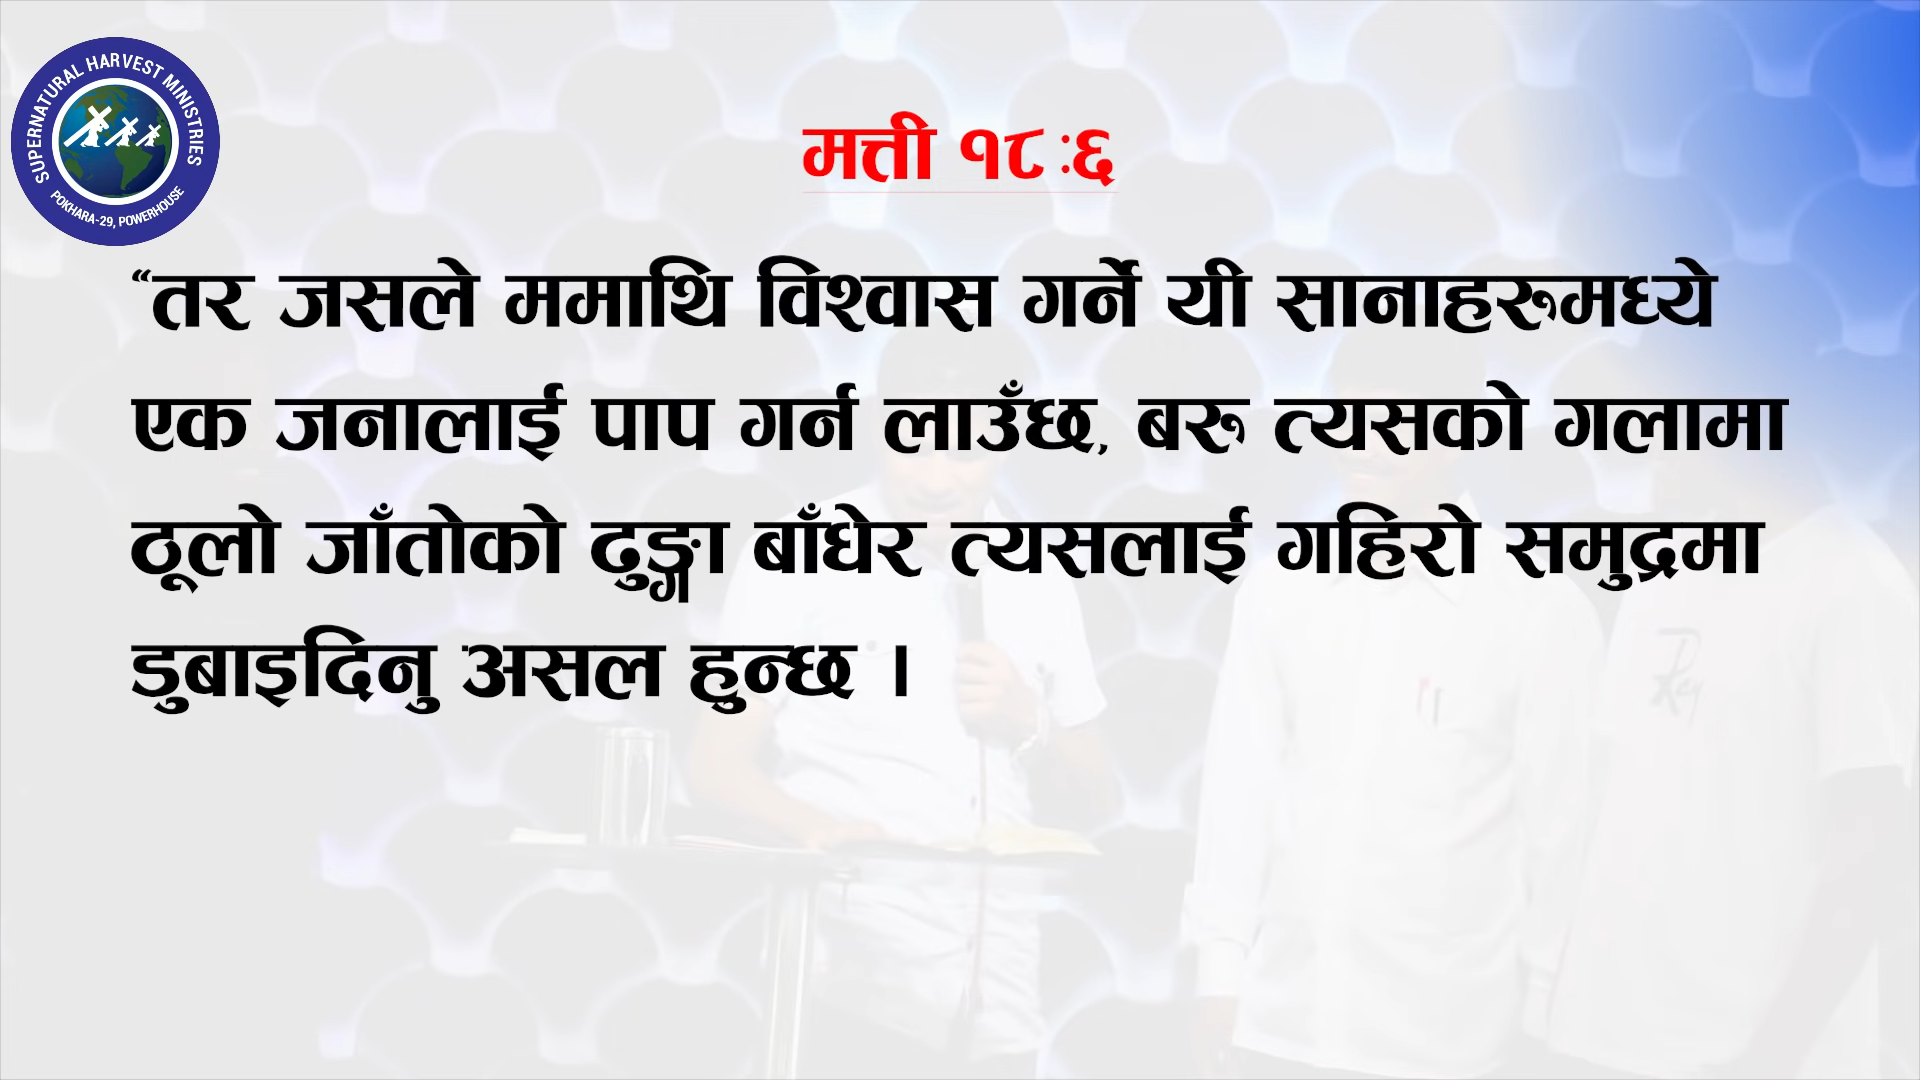 SUPERNATURAL HARVEST MINISTRIES
POKHARA-29, POWERHOUSE
मत्ती १८ :६
“तर जसले ममाथि विश्वास गर्ने यी सानाहरुमध्ये
एक जनालाई पाप गर्न लाउँछ, बरु त्यसको गलामा
ठूलो जाँतोको ढुङ्गा बाँधेर त्यसलाई गहिरो समुद्रमा
डुबाइदिनु असल हुन्छ ।